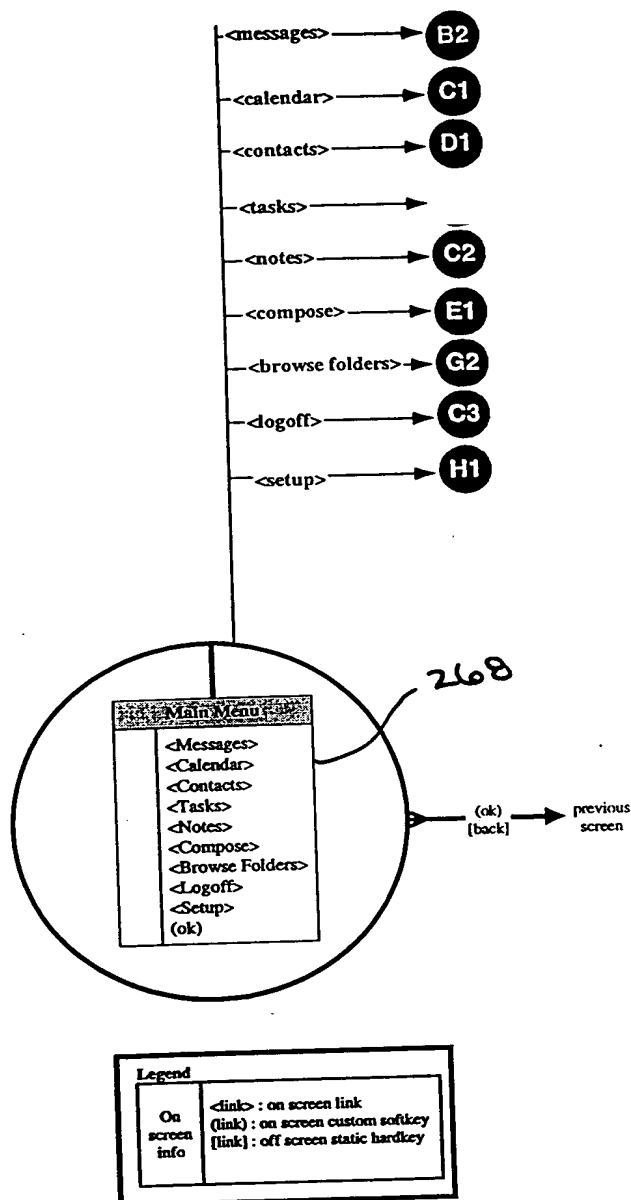 <messages> B2
<calendar> C1
<contacts> D1
<tasks>
<notes> C2
<compose> E1
<browse folders> G2
<logoff> C3
<setup> H1
268
Main Menu
<Messages>
<Calendar>
<Contacts>
<Tasks>
<Notes>
<Compose>
<Browse Folders>
<Logoff>
<Setup>
(ok)
(ok)
[back]
previous
screen
Legend
On
screen
info
<link> : on screen link
(link) : on screen custom softkey
[link] : off screen static hardkey